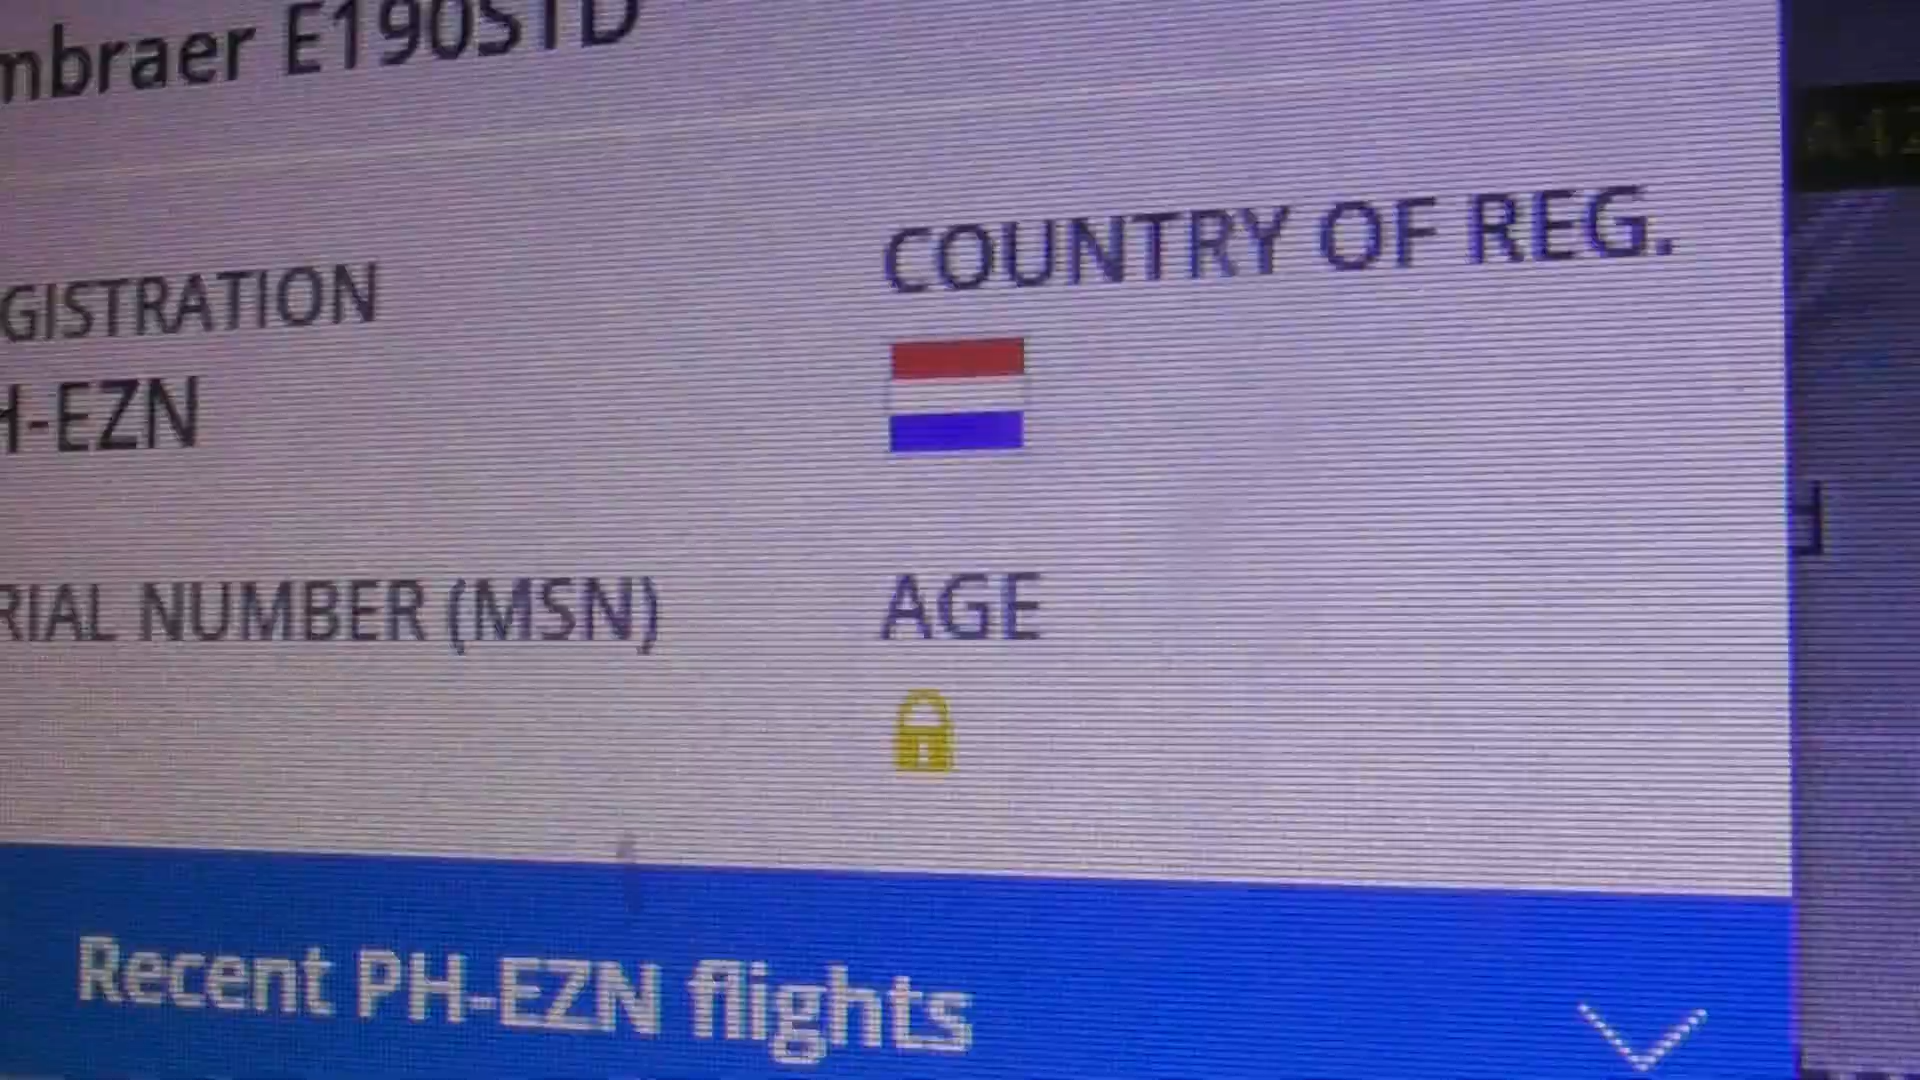 mbraer E190STD
GISTRATION
COUNTRY OF REG.
H-EZN
RIAL NUMBER (MSN)
AGE
Recent PH-EZN flights